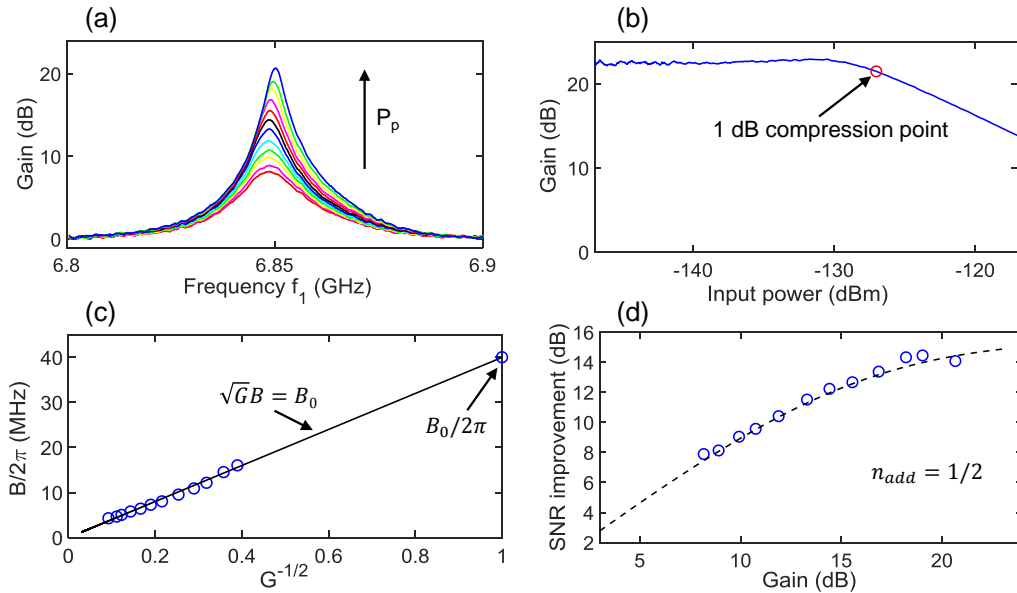 (a)
Gain (dB)
20
10
0
P_p
6.8
6.85
6.9
Frequency f_1 (GHz)
(b)
Gain (dB)
20
10
0
1 dB compression point
-140
-130
-120
Input power (dBm)
(c)
B/2π (MHz)
40
30
20
10
0
√GB = B_0
B_0/2π
0
0.2
0.4
0.6
0.8
1
G^{-1/2}
(d)
SNR improvement (dB)
16
14
12
10
8
6
4
2
n_{add} = 1/2
5
10
15
20
Gain (dB)